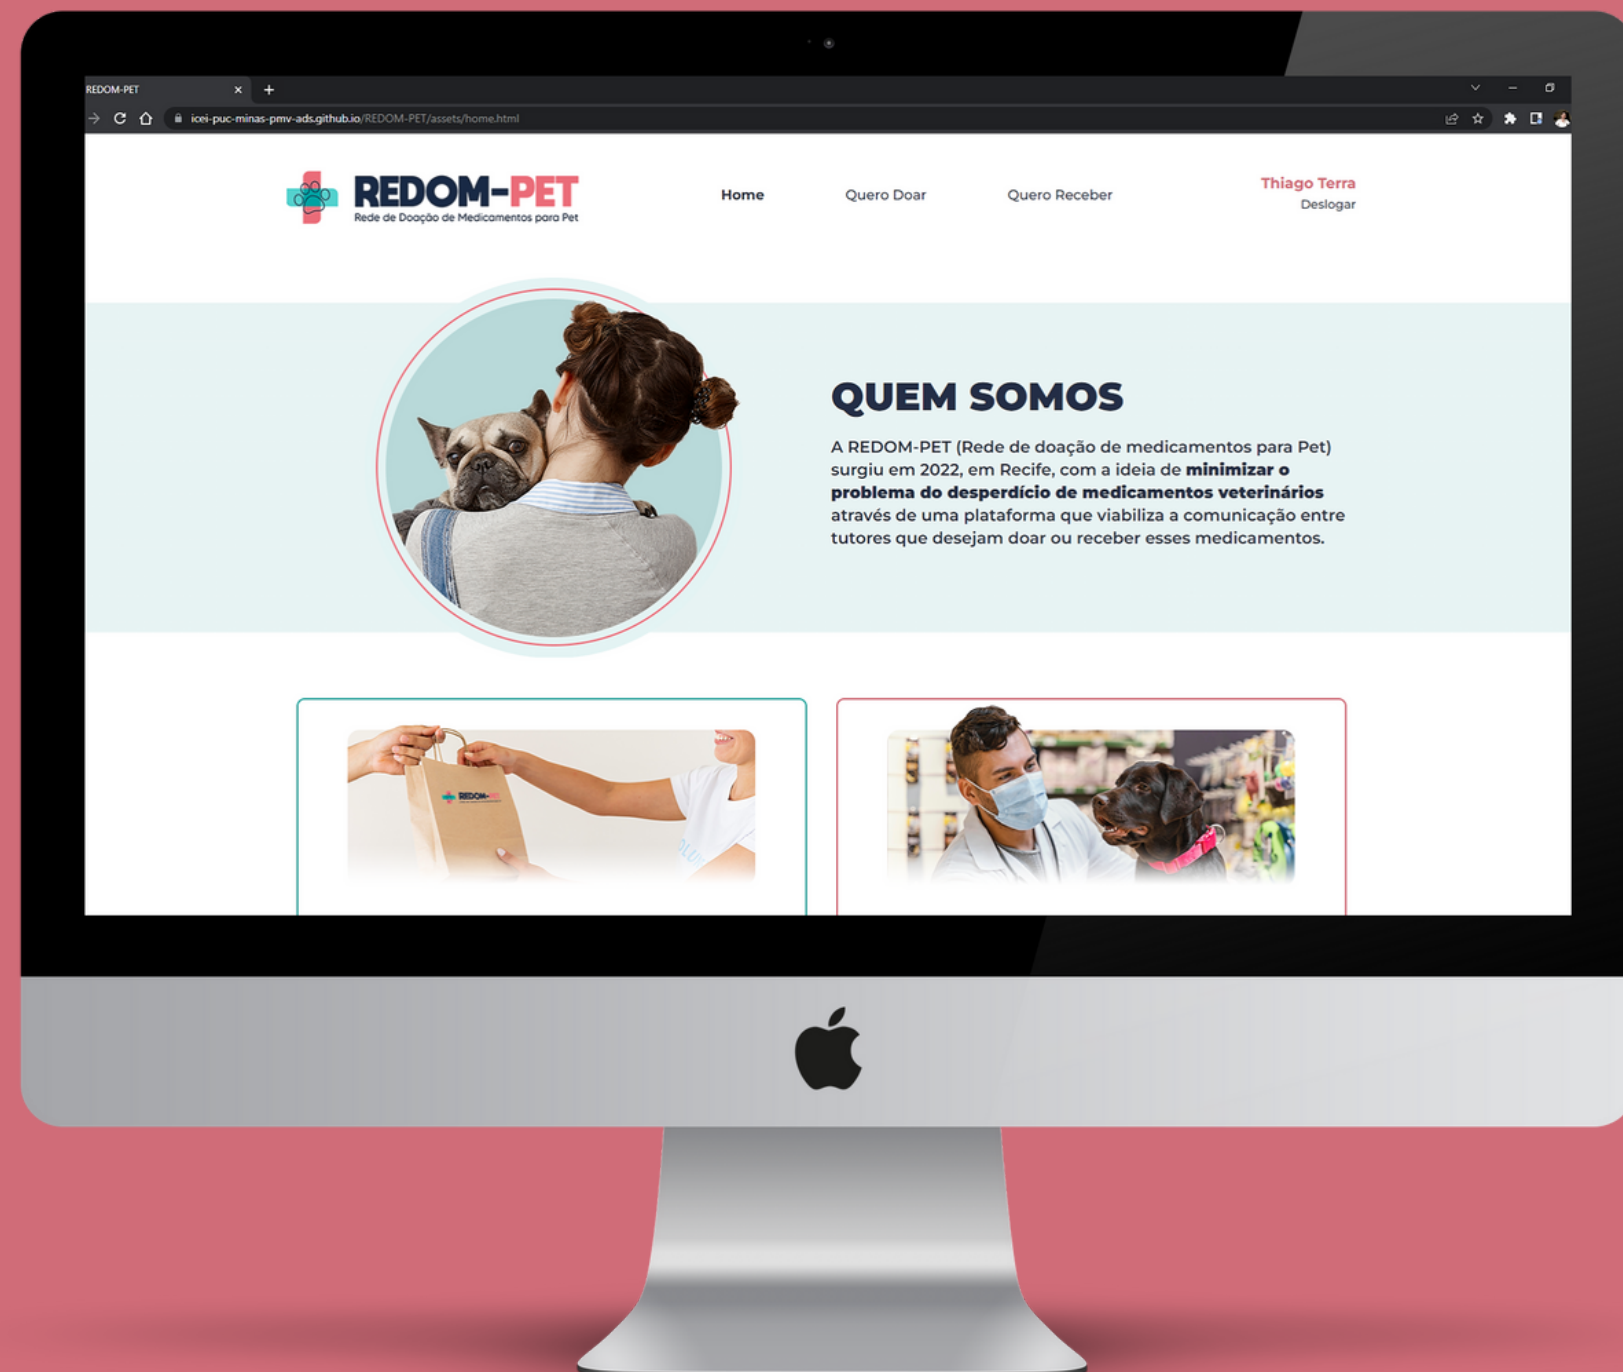 REDOM-PET
icei-puc-minas-pmv-ads.github.io/REDOM-PET/assets/home.html
REDOM-PET
Rede de Doação de Medicamentos para Pet
Home
Quero Doar
Quero Receber
Thiago Terra
Deslogar
QUEM SOMOS
A REDOM-PET (Rede de doação de medicamentos para Pet)
surgiu em 2022, em Recife, com a ideia de minimizar o
problema do desperdício de medicamentos veterinários
através de uma plataforma que viabiliza a comunicação entre
tutores que desejam doar ou receber esses medicamentos.
REDOM-PET